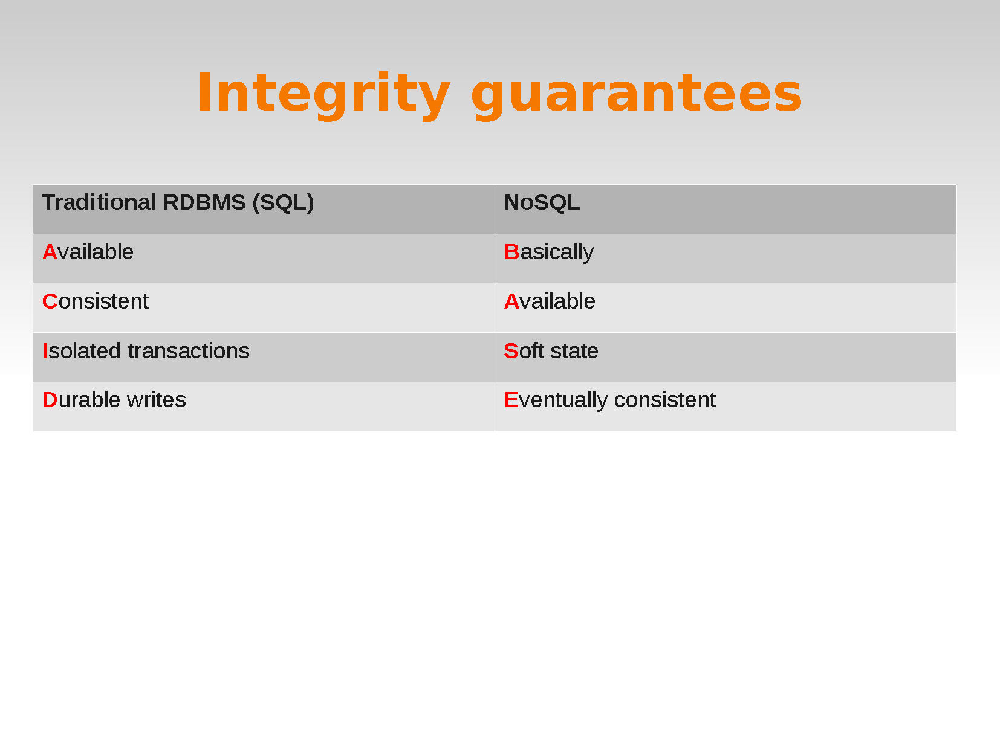 Integrity guarantees
Traditional RDBMS (SQL) NoSQL
Available Basically
Consistent Available
Isolated transactions Soft state
Durable writes Eventually consistent